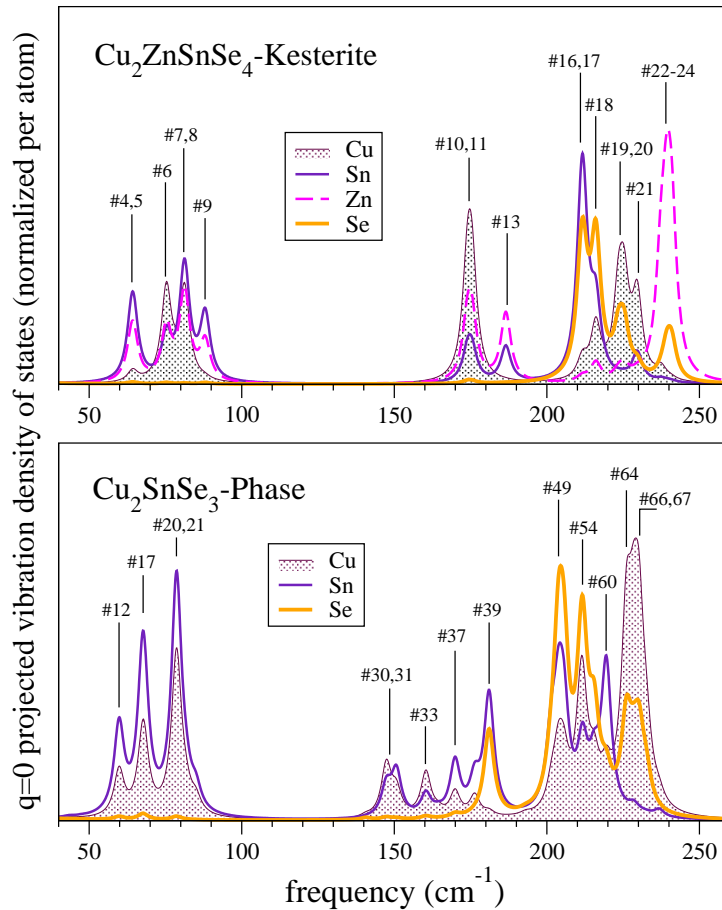 q=0 projected vibration density of states (normalized per atom)
Cu₂ZnSnSe₄-Kesterite
#4,5
#6
#7,8
#9
#10,11
#13
#16,17
#18
#19,20
#21
#22-24
Cu
Sn
Zn
Se
50 100 150 200 250
Cu₂SnSe₃-Phase
#12
#17
#20,21
#30,31
#33
#37
#39
#49
#54
#60
#64
#66,67
Cu
Sn
Se
50 100 150 200 250
frequency (cm⁻¹)